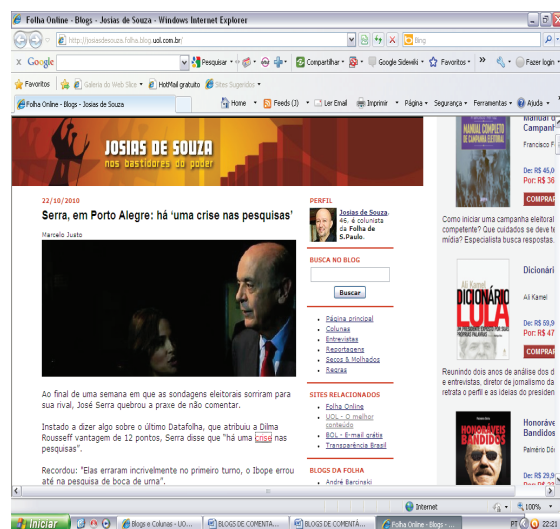 Folha Online - Blogs - Josias de Souza - Windows Internet Explorer
http://josiasdesouza.folha.blog.uol.com.br/
Bing
Google
Pesquisar
Compartilhar
Google Sidewiki
Favoritos
Fazer login
Favoritos
Galeria do Web Slice
HotMail gratuito
Sites Sugeridos
Folha Online - Blogs - Josias de Souza
Home
Feeds (J)
Ler Email
Imprimir
Página
Segurança
Ferramentas
Ajuda
JOSIAS DE SOUZA
nos bastidores do poder
22/10/2010
Serra, em Porto Alegre: há 'uma crise nas pesquisas'
Marcelo Justo
Ao final de uma semana em que as sondagens eleitorais sorriram para
sua rival, José Serra quebrou a praxe de não comentar.
Instado a dizer algo sobre o último Datafolha, que atribuiu a Dilma
Rousseff vantagem de 12 pontos, Serra disse que "há uma crise nas
pesquisas".
Recordou: "Elas erraram incrivelmente no primeiro turno, o Ibope errou
até na pesquisa de boca de urna".
PERFIL
Josias de Souza,
46, é colunista
da Folha de
S.Paulo.
BUSCA NO BLOG
Buscar
Página principal
Colunas
Entrevistas
Reportagens
Secos & Molhados
Regras
SITES RELACIONADOS
Folha Online
UOL - O melhor
conteúdo
BOL - E-mail grátis
Transparência Brasil
BLOGS DA FOLHA
André Barcinski
MANUAL COMPLETO
DE CAMPANHA ELEITORAL
Manual d
Campanh
Francisco F
De: R$ 45,0
Por: R$ 36
COMPRAR
Como iniciar uma campanha eleitoral
competente? Que cuidados se deve te
mídia? Especialista busca respostas.
Ali Kamel
DICIONÁRIO
LULA
Dicionári
Ali Kamel
De: R$ 59,9
Por: R$ 47
COMPRAR
Reunindo dois anos de análise dos d
e entrevistas, diretor de jornalismo da
retrata o perfil e as ideias do presiden
HONORÁVEIS
BANDIDOS
Honoráve
Bandidos
Palmério Dór
De: R$ 29,9
Internet
100%
Iniciar
Blogs e Colunas - UO...
BLOGS DE COMENTA...
BLOGS DE COMENTÁ...
Folha Online - Blogs - ...
PT
22:25